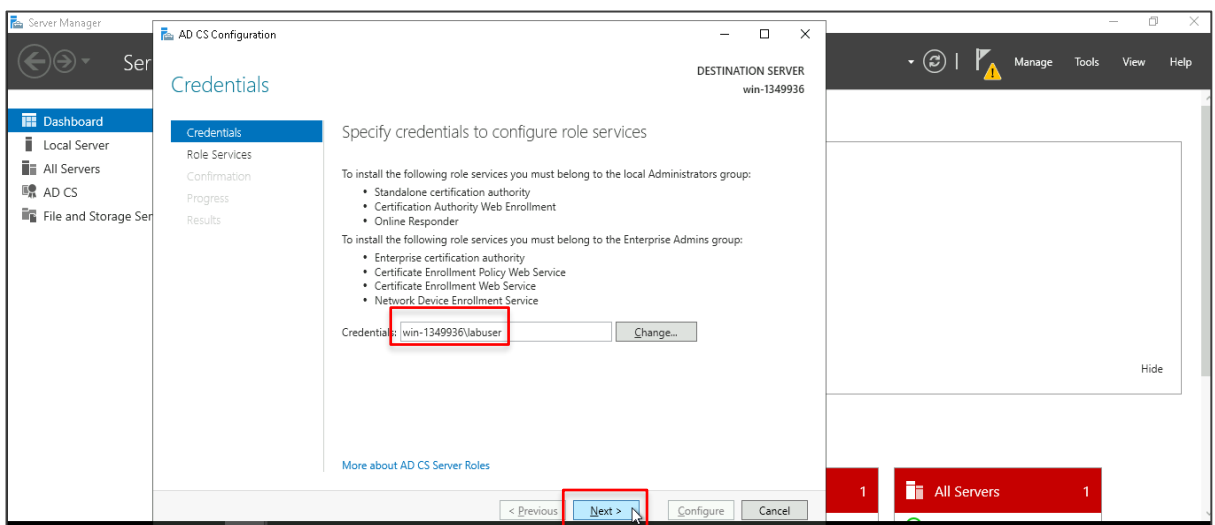 Server Manager
Ser
Manage Tools View Help
Dashboard
Local Server
All Servers
AD CS
File and Storage Ser
AD CS Configuration
Credentials
DESTINATION SERVER
win-1349936
Credentials
Role Services
Confirmation
Progress
Results
Specify credentials to configure role services
To install the following role services you must belong to the local Administrators group:
• Standalone certification authority
• Certification Authority Web Enrollment
• Online Responder
To install the following role services you must belong to the Enterprise Admins group:
• Enterprise certification authority
• Certificate Enrollment Policy Web Service
• Certificate Enrollment Web Service
• Network Device Enrollment Service
Credentials: win-1349936\labuser Change...
More about AD CS Server Roles
< Previous Next > Configure Cancel
Hide
1
All Servers 1